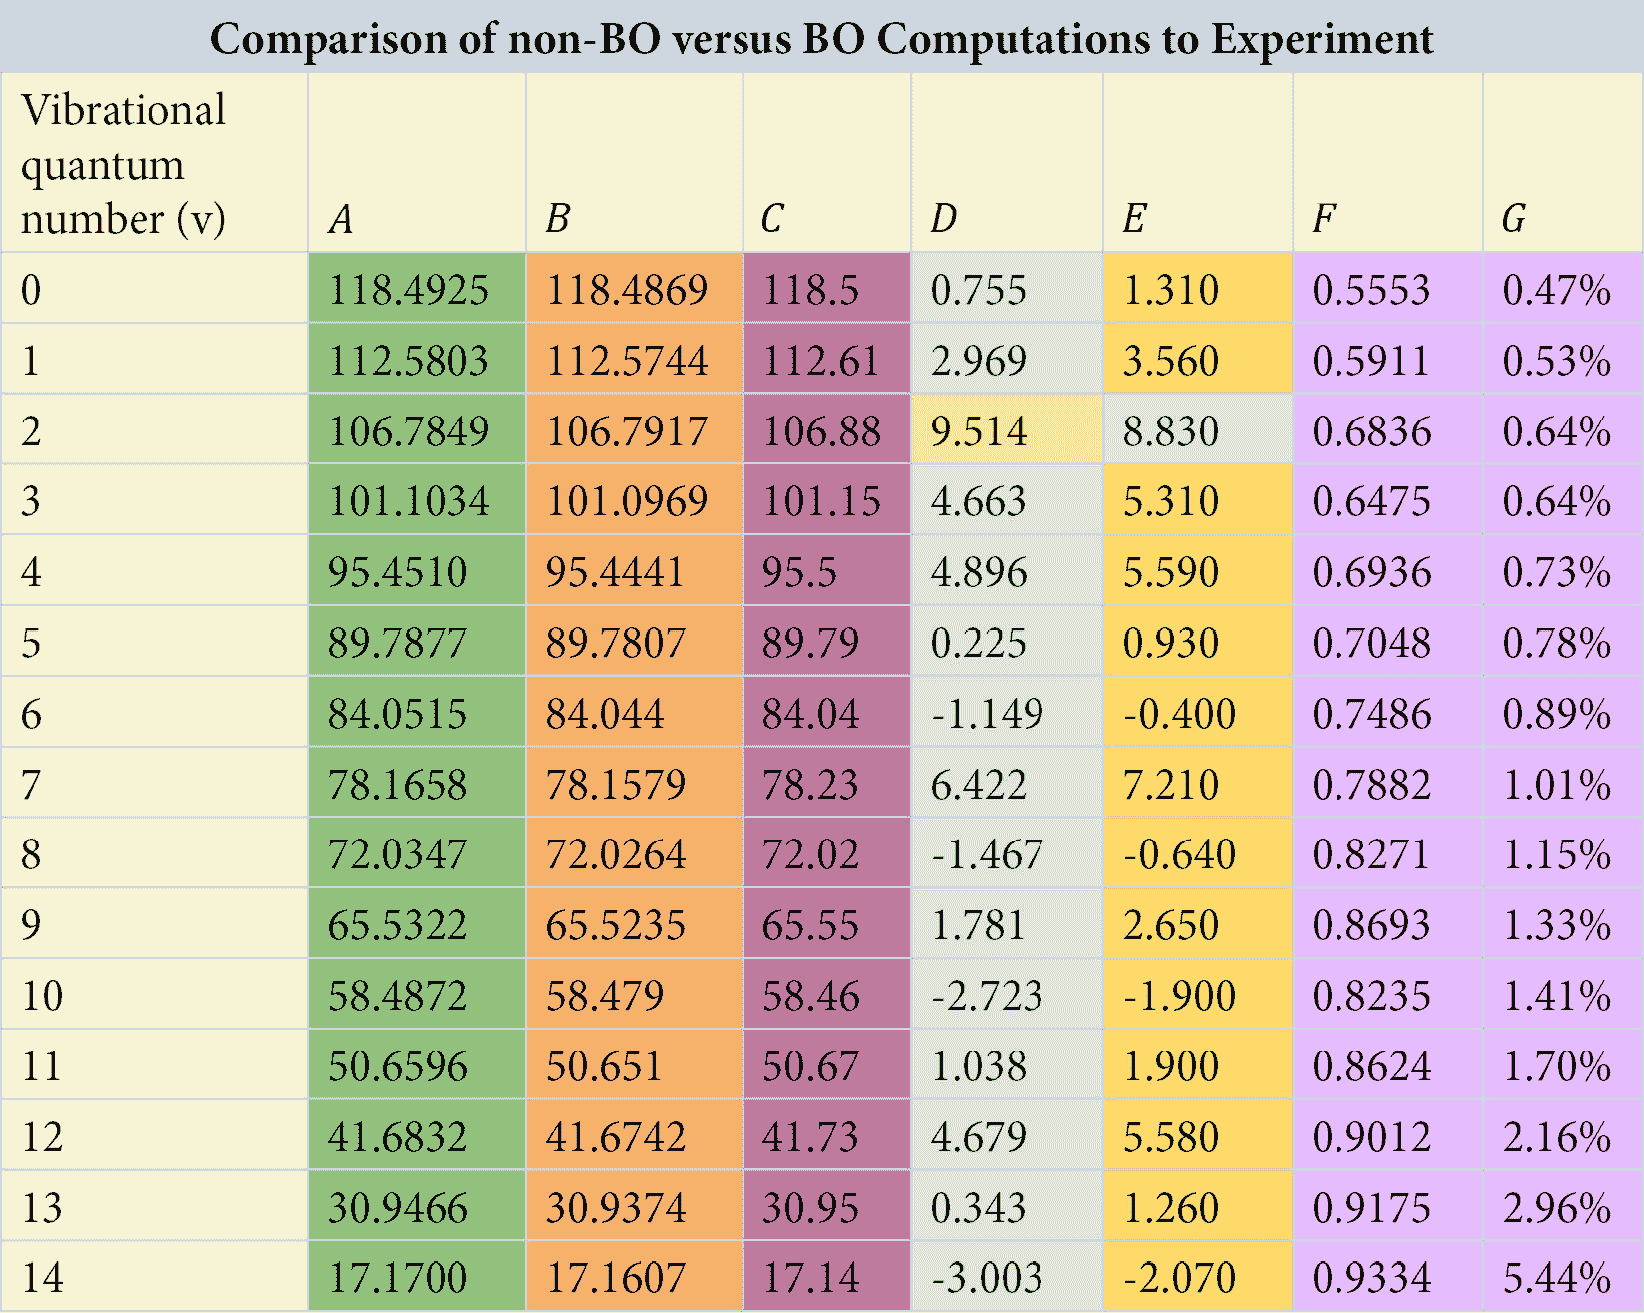 Comparison of non-BO versus BO Computations to Experiment
Vibrational
quantum
number (v) A B C D E F G
0 118.4925 118.4869 118.5 0.755 1.310 0.5553 0.47%
1 112.5803 112.5744 112.61 2.969 3.560 0.5911 0.53%
2 106.7849 106.7917 106.88 9.514 8.830 0.6836 0.64%
3 101.1034 101.0969 101.15 4.663 5.310 0.6475 0.64%
4 95.4510 95.4441 95.5 4.896 5.590 0.6936 0.73%
5 89.7877 89.7807 89.79 0.225 0.930 0.7048 0.78%
6 84.0515 84.044 84.04 -1.149 -0.400 0.7486 0.89%
7 78.1658 78.1579 78.23 6.422 7.210 0.7882 1.01%
8 72.0347 72.0264 72.02 -1.467 -0.640 0.8271 1.15%
9 65.5322 65.5235 65.55 1.781 2.650 0.8693 1.33%
10 58.4872 58.479 58.46 -2.723 -1.900 0.8235 1.41%
11 50.6596 50.651 50.67 1.038 1.900 0.8624 1.70%
12 41.6832 41.6742 41.73 4.679 5.580 0.9012 2.16%
13 30.9466 30.9374 30.95 0.343 1.260 0.9175 2.96%
14 17.1700 17.1607 17.14 -3.003 -2.070 0.9334 5.44%